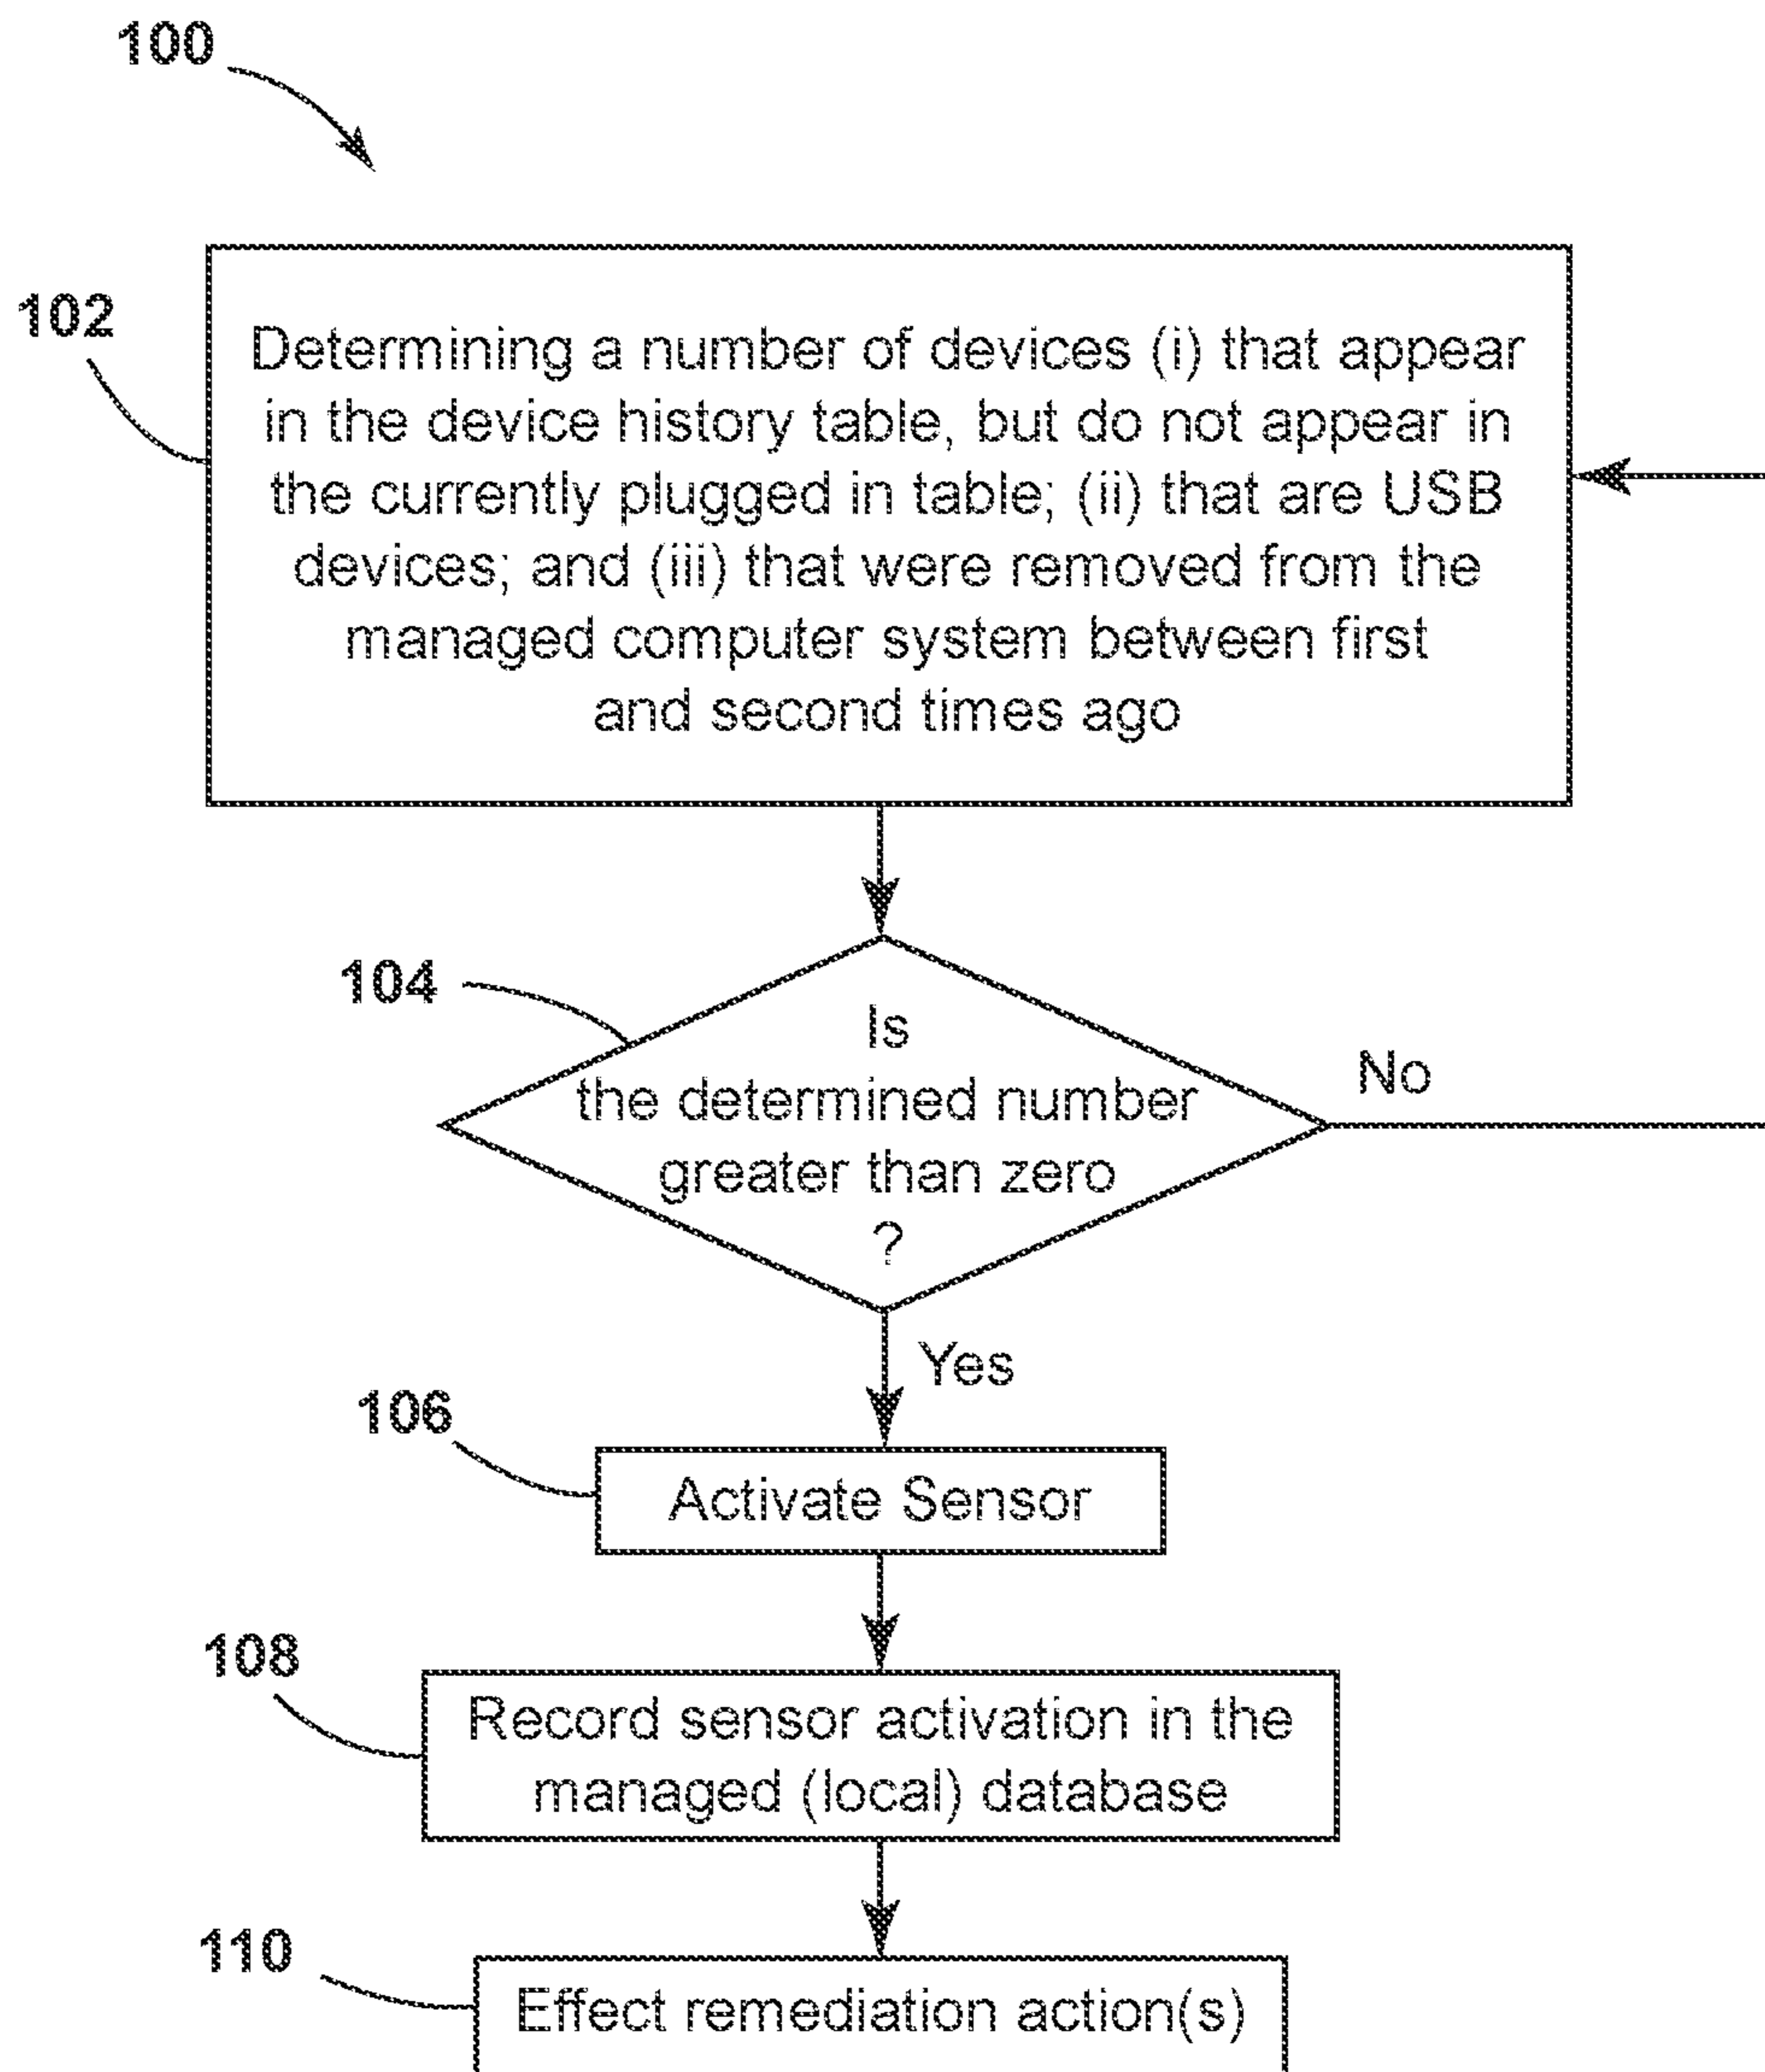 100
102
Determining a number of devices (i) that appear
in the device history table, but do not appear in
the currently plugged in table; (ii) that are USB
devices; and (iii) that were removed from the
managed computer system between first
and second times ago
104
Is
the determined number
greater than zero
?
No
Yes
106
Activate Sensor
108
Record sensor activation in the
managed (local) database
110
Effect remediation action(s)